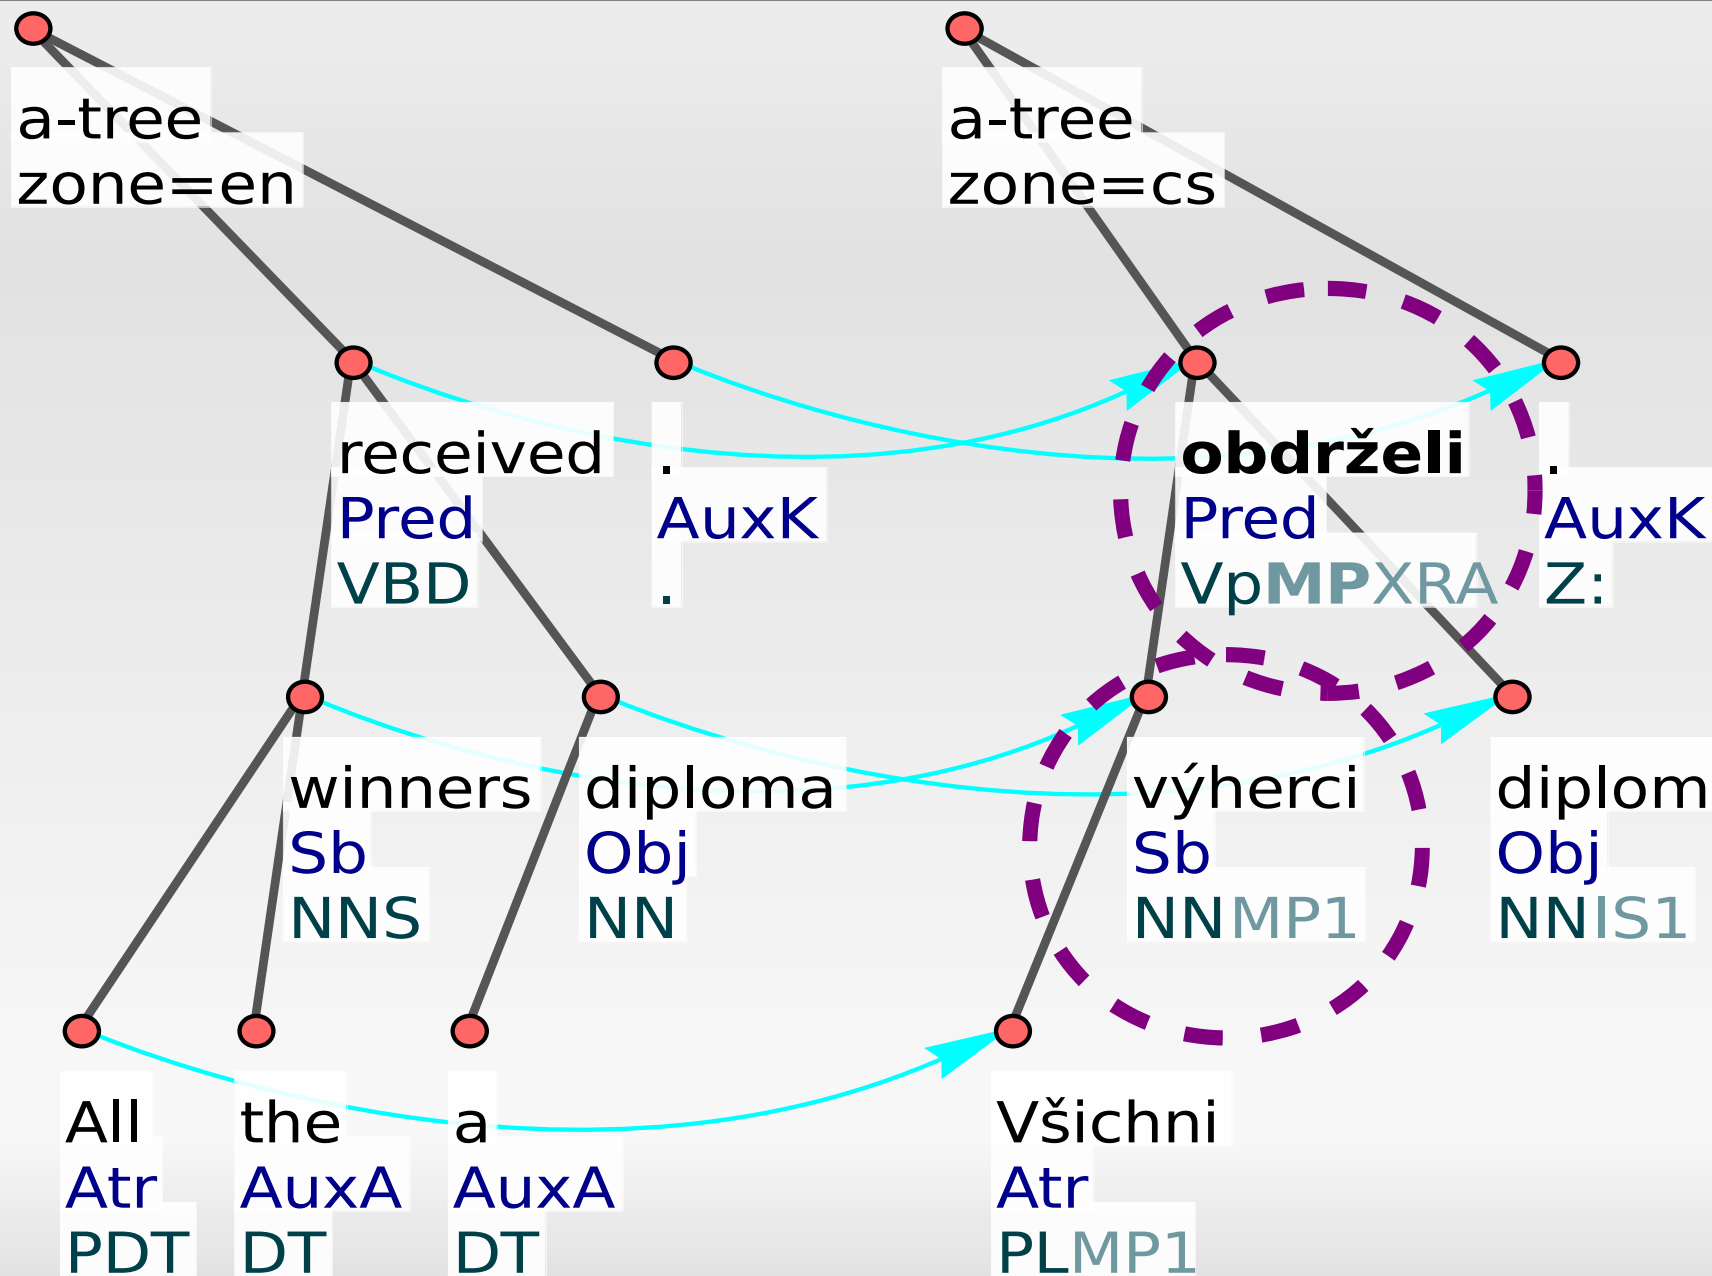 a-tree
zone=en
a-tree
zone=cs
received
Pred
VBD
.
AuxK
.
obdrželi
Pred
VpMPXRA
.
AuxK
Z:
winners
Sb
NNS
diploma
Obj
NN
výherci
Sb
NNMP1
diplom
Obj
NNIS1
All
Atr
PDT
the
AuxA
DT
a
AuxA
DT
Všichni
Atr
PLMP1